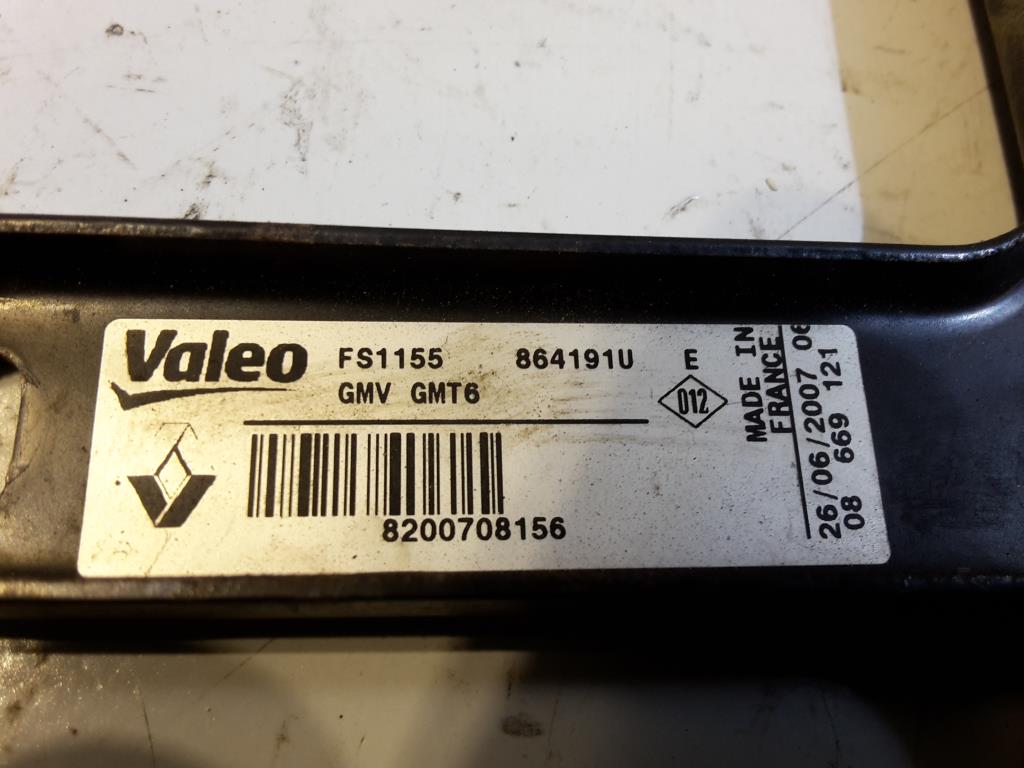 Valeo FS1155 864191U E
GMV GMT6
012
8200708156
MADE IN
FRANCE
26/06/2007 06
08 669 121